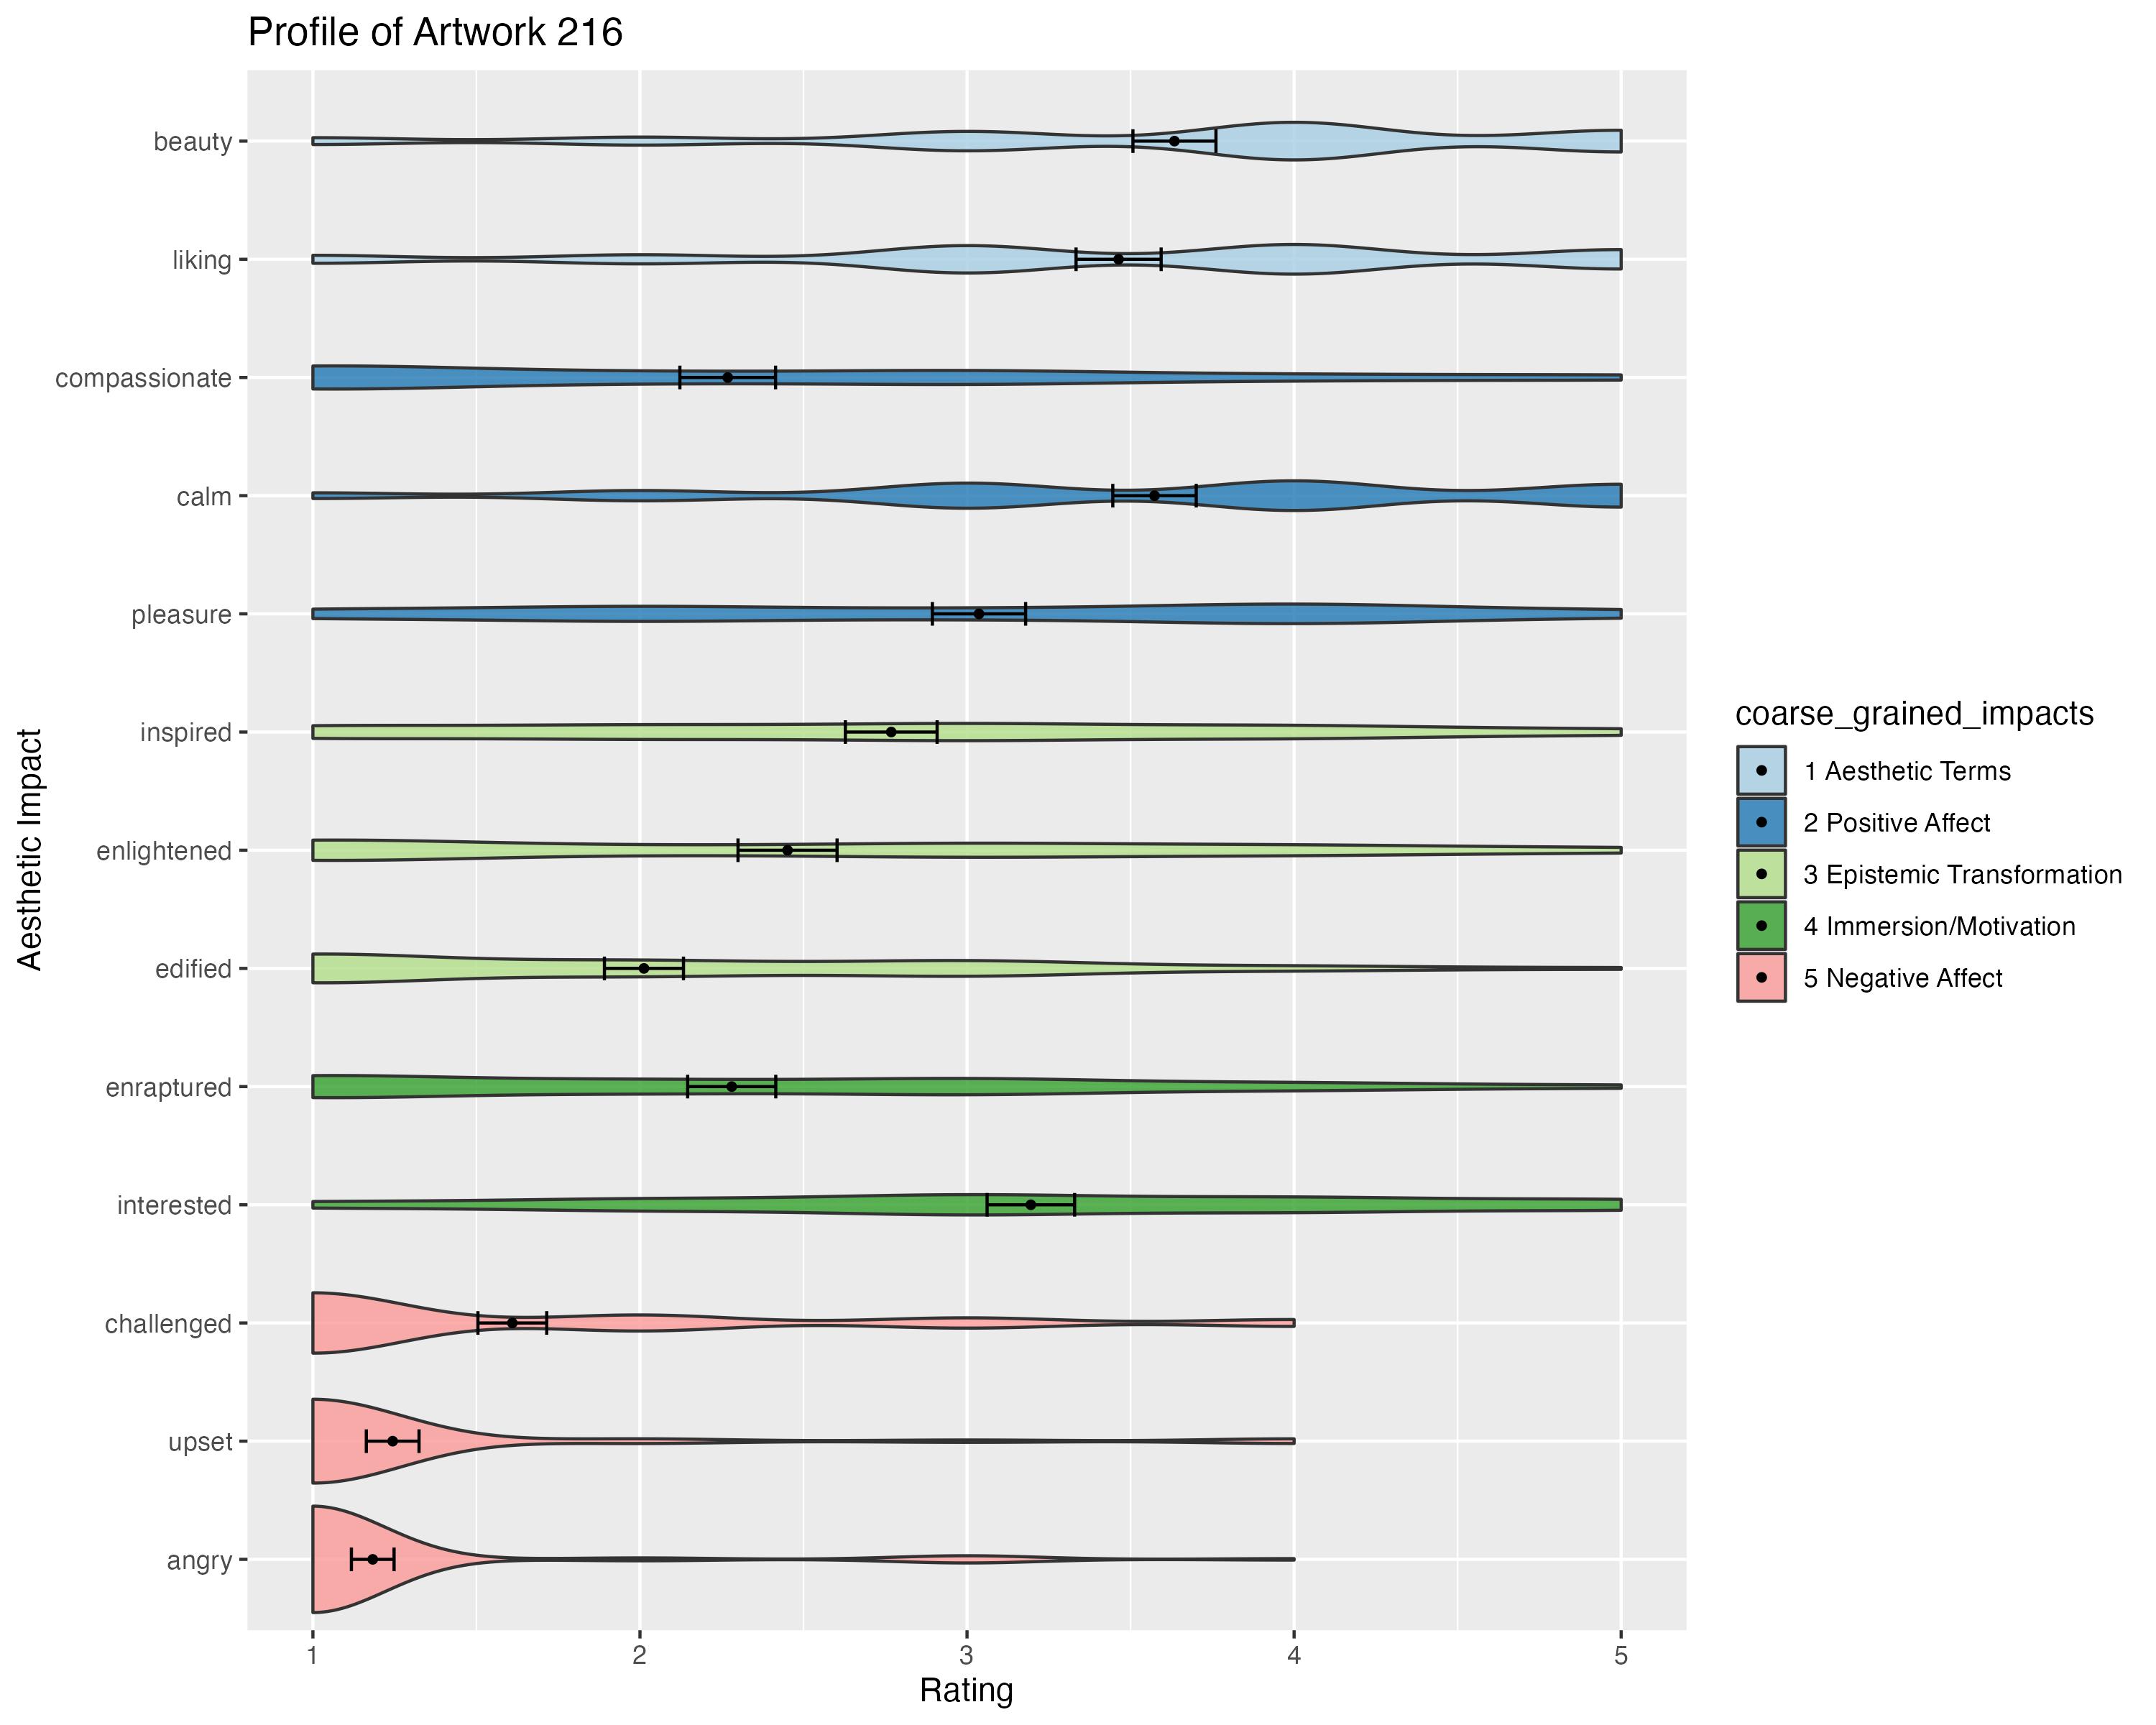 Profile of Artwork 216
Aesthetic Impact
beauty
liking
compassionate
calm
pleasure
inspired
enlightened
edified
enraptured
interested
challenged
upset
angry
1 2 3 4 5
Rating
coarse_grained_impacts
1 Aesthetic Terms
2 Positive Affect
3 Epistemic Transformation
4 Immersion/Motivation
5 Negative Affect